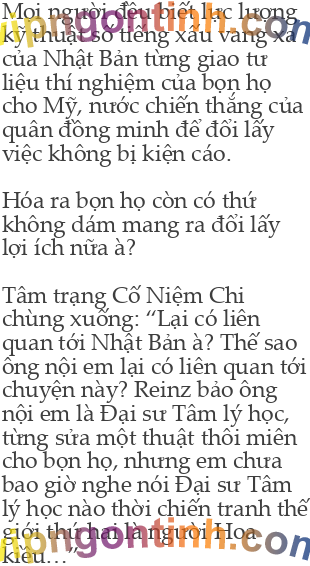 Mọi người đều biết lực lượng
kỹ thuật có tiếng xấu vang xa
của Nhật Bản từng giao tư
liệu thí nghiệm của bọn họ
cho Mỹ, nước chiến thắng của
quân đồng minh để đổi lấy
việc không bị kiện cáo.
Hóa ra bọn họ còn có thứ
không dám mang ra đổi lấy
lợi ích nữa à?
Tâm trạng Cố Niệm Chi
chùng xuống: “Lại có liên
quan tới Nhật Bản à? Thế sao
ông nội em lại có liên quan tới
chuyện này? Reinz bảo ông
nội em là Đại sư Tâm lý học,
từng sửa một thuật thôi miên
cho bọn họ, nhưng em chưa
bao giờ nghe nói Đại sư Tâm
lý học nào thời chiến tranh thế
giới thứ hai là người Hoa
kiều…”